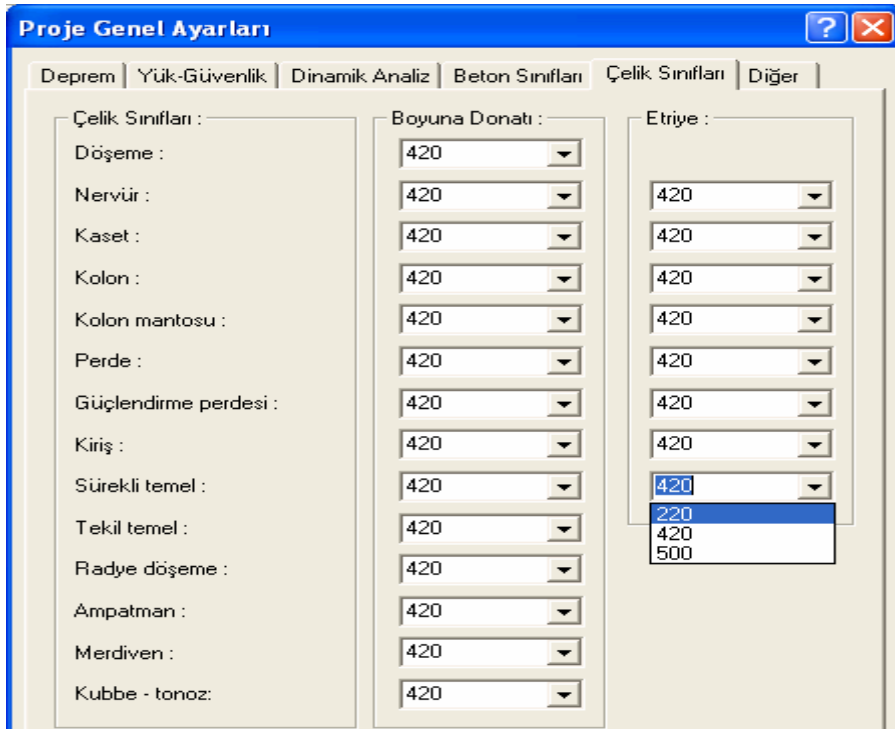 Proje Genel Ayarları
Deprem Yük-Güvenlik Dinamik Analiz Beton Sınıfları Çelik Sınıfları Diğer
Çelik Sınıfları : Boyuna Donatı : Etriye :
Döşeme : 420
Nervür : 420 420
Kaset : 420 420
Kolon : 420 420
Kolon mantosu : 420 420
Perde : 420 420
Güçlendirme perdesi : 420 420
Kiriş : 420 420
Sürekli temel : 420 420
220
Tekil temel : 420 420
500
Radye döşeme : 420
Ampatman : 420
Merdiven : 420
Kubbe - tonoz: 420